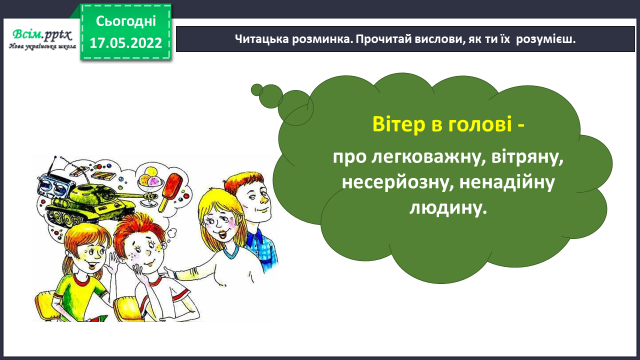 Всім.pptx
Нова українська школа
Сьогодні
17.05.2022
Читацька розминка. Прочитай вислови, як ти їх розумієш.
Вітер в голові -
про легковажну, вітряну,
несерйозну, ненадійну
людину.